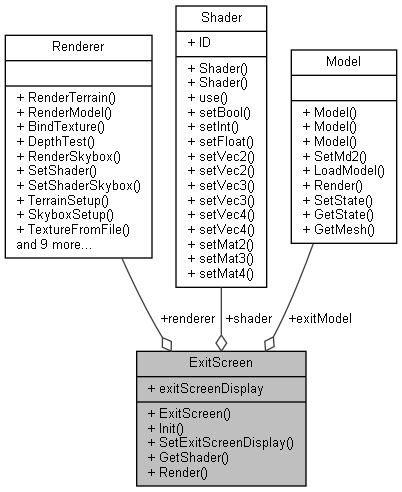 Renderer
+ RenderTerrain()
+ RenderModel()
+ BindTexture()
+ DepthTest()
+ RenderSkybox()
+ SetShader()
+ SetShaderSkybox()
+ TerrainSetup()
+ SkyboxSetup()
+ TextureFromFile()
and 9 more...
Shader
+ ID
+ Shader()
+ Shader()
+ use()
+ setBool()
+ setInt()
+ setFloat()
+ setVec2()
+ setVec2()
+ setVec3()
+ setVec3()
+ setVec4()
+ setVec4()
+ setMat2()
+ setMat3()
+ setMat4()
Model
+ Model()
+ Model()
+ Model()
+ SetMd2()
+ LoadModel()
+ Render()
+ SetState()
+ GetState()
+ GetMesh()
+renderer
+shader
+exitModel
ExitScreen
+ exitScreenDisplay
+ ExitScreen()
+ Init()
+ SetExitScreenDisplay()
+ GetShader()
+ Render()